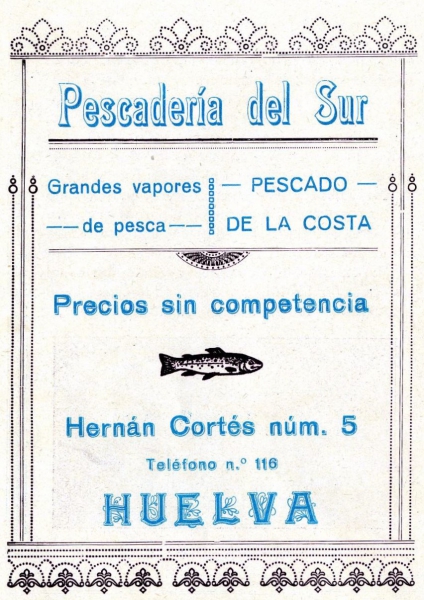 Pescadería del Sur
Grandes vapores
— de pesca —
— PESCADO —
DE LA COSTA
Precios sin competencia
Hernán Cortés núm. 5
Teléfono n.º 116
HUELVA